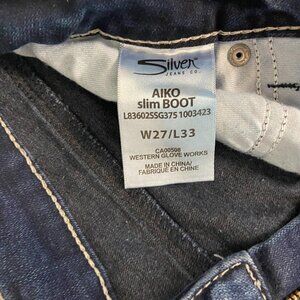 Silver
JEANS CO.
AIKO
slim BOOT
L83602SSG375 1003423
W27/L33
CA00508
WESTERN GLOVE WORKS
MADE IN CHINA/
FABRIQUÉ EN CHINE